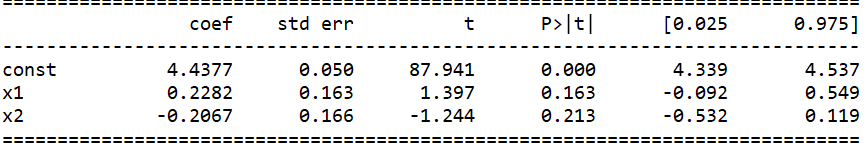 coef std err t P>|t| [0.025 0.975]
const 4.4377 0.050 87.941 0.000 4.339 4.537
x1 0.2282 0.163 1.397 0.163 -0.092 0.549
x2 -0.2067 0.166 -1.244 0.213 -0.532 0.119